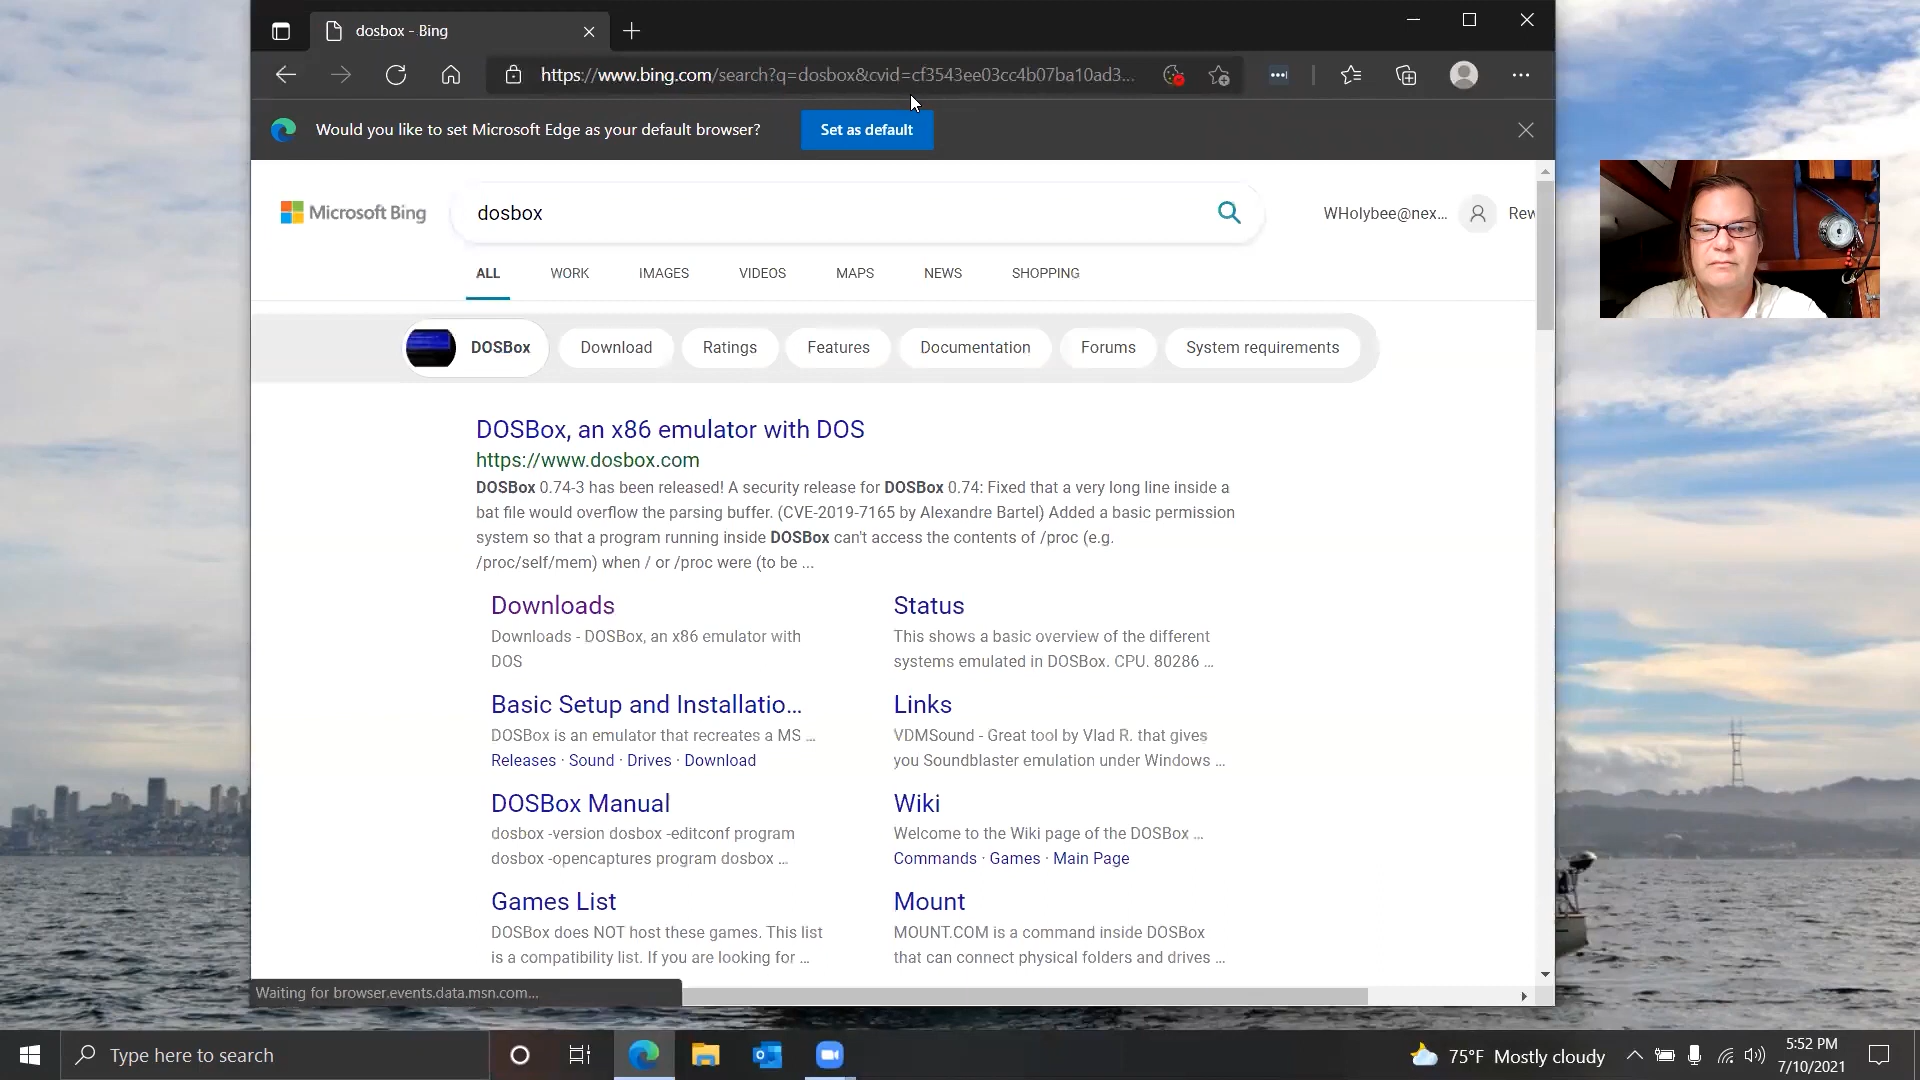 dosbox - Bing
https://www.bing.com/search?q=dosbox&cvid=cf3543ee03cc4b07ba10ad3...
Would you like to set Microsoft Edge as your default browser?
Set as default
Microsoft Bing
dosbox
WHolybee@nex...
Rew
ALL
WORK
IMAGES
VIDEOS
MAPS
NEWS
SHOPPING
DOSBox
Download
Ratings
Features
Documentation
Forums
System requirements
DOSBox, an x86 emulator with DOS
https://www.dosbox.com
DOSBox 0.74-3 has been released! A security release for DOSBox 0.74: Fixed that a very long line inside a
bat file would overflow the parsing buffer. (CVE-2019-7165 by Alexandre Bartel) Added a basic permission
system so that a program running inside DOSBox can't access the contents of /proc (e.g.
/proc/self/mem) when / or /proc were (to be ...
Downloads
Downloads - DOSBox, an x86 emulator with
DOS
Status
This shows a basic overview of the different
systems emulated in DOSBox. CPU. 80286 ...
Basic Setup and Installatio...
DOSBox is an emulator that recreates a MS ...
Releases · Sound · Drives · Download
Links
VDMSound - Great tool by Vlad R. that gives
you Soundblaster emulation under Windows ...
DOSBox Manual
dosbox -version dosbox -editconf program
dosbox -opencaptures program dosbox ...
Wiki
Welcome to the Wiki page of the DOSBox ...
Commands · Games · Main Page
Games List
DOSBox does NOT host these games. This list
is a compatibility list. If you are looking for ...
Mount
MOUNT.COM is a command inside DOSBox
that can connect physical folders and drives ...
Waiting for browser.events.data.msn.com...
Type here to search
75°F Mostly cloudy
5:52 PM
7/10/2021